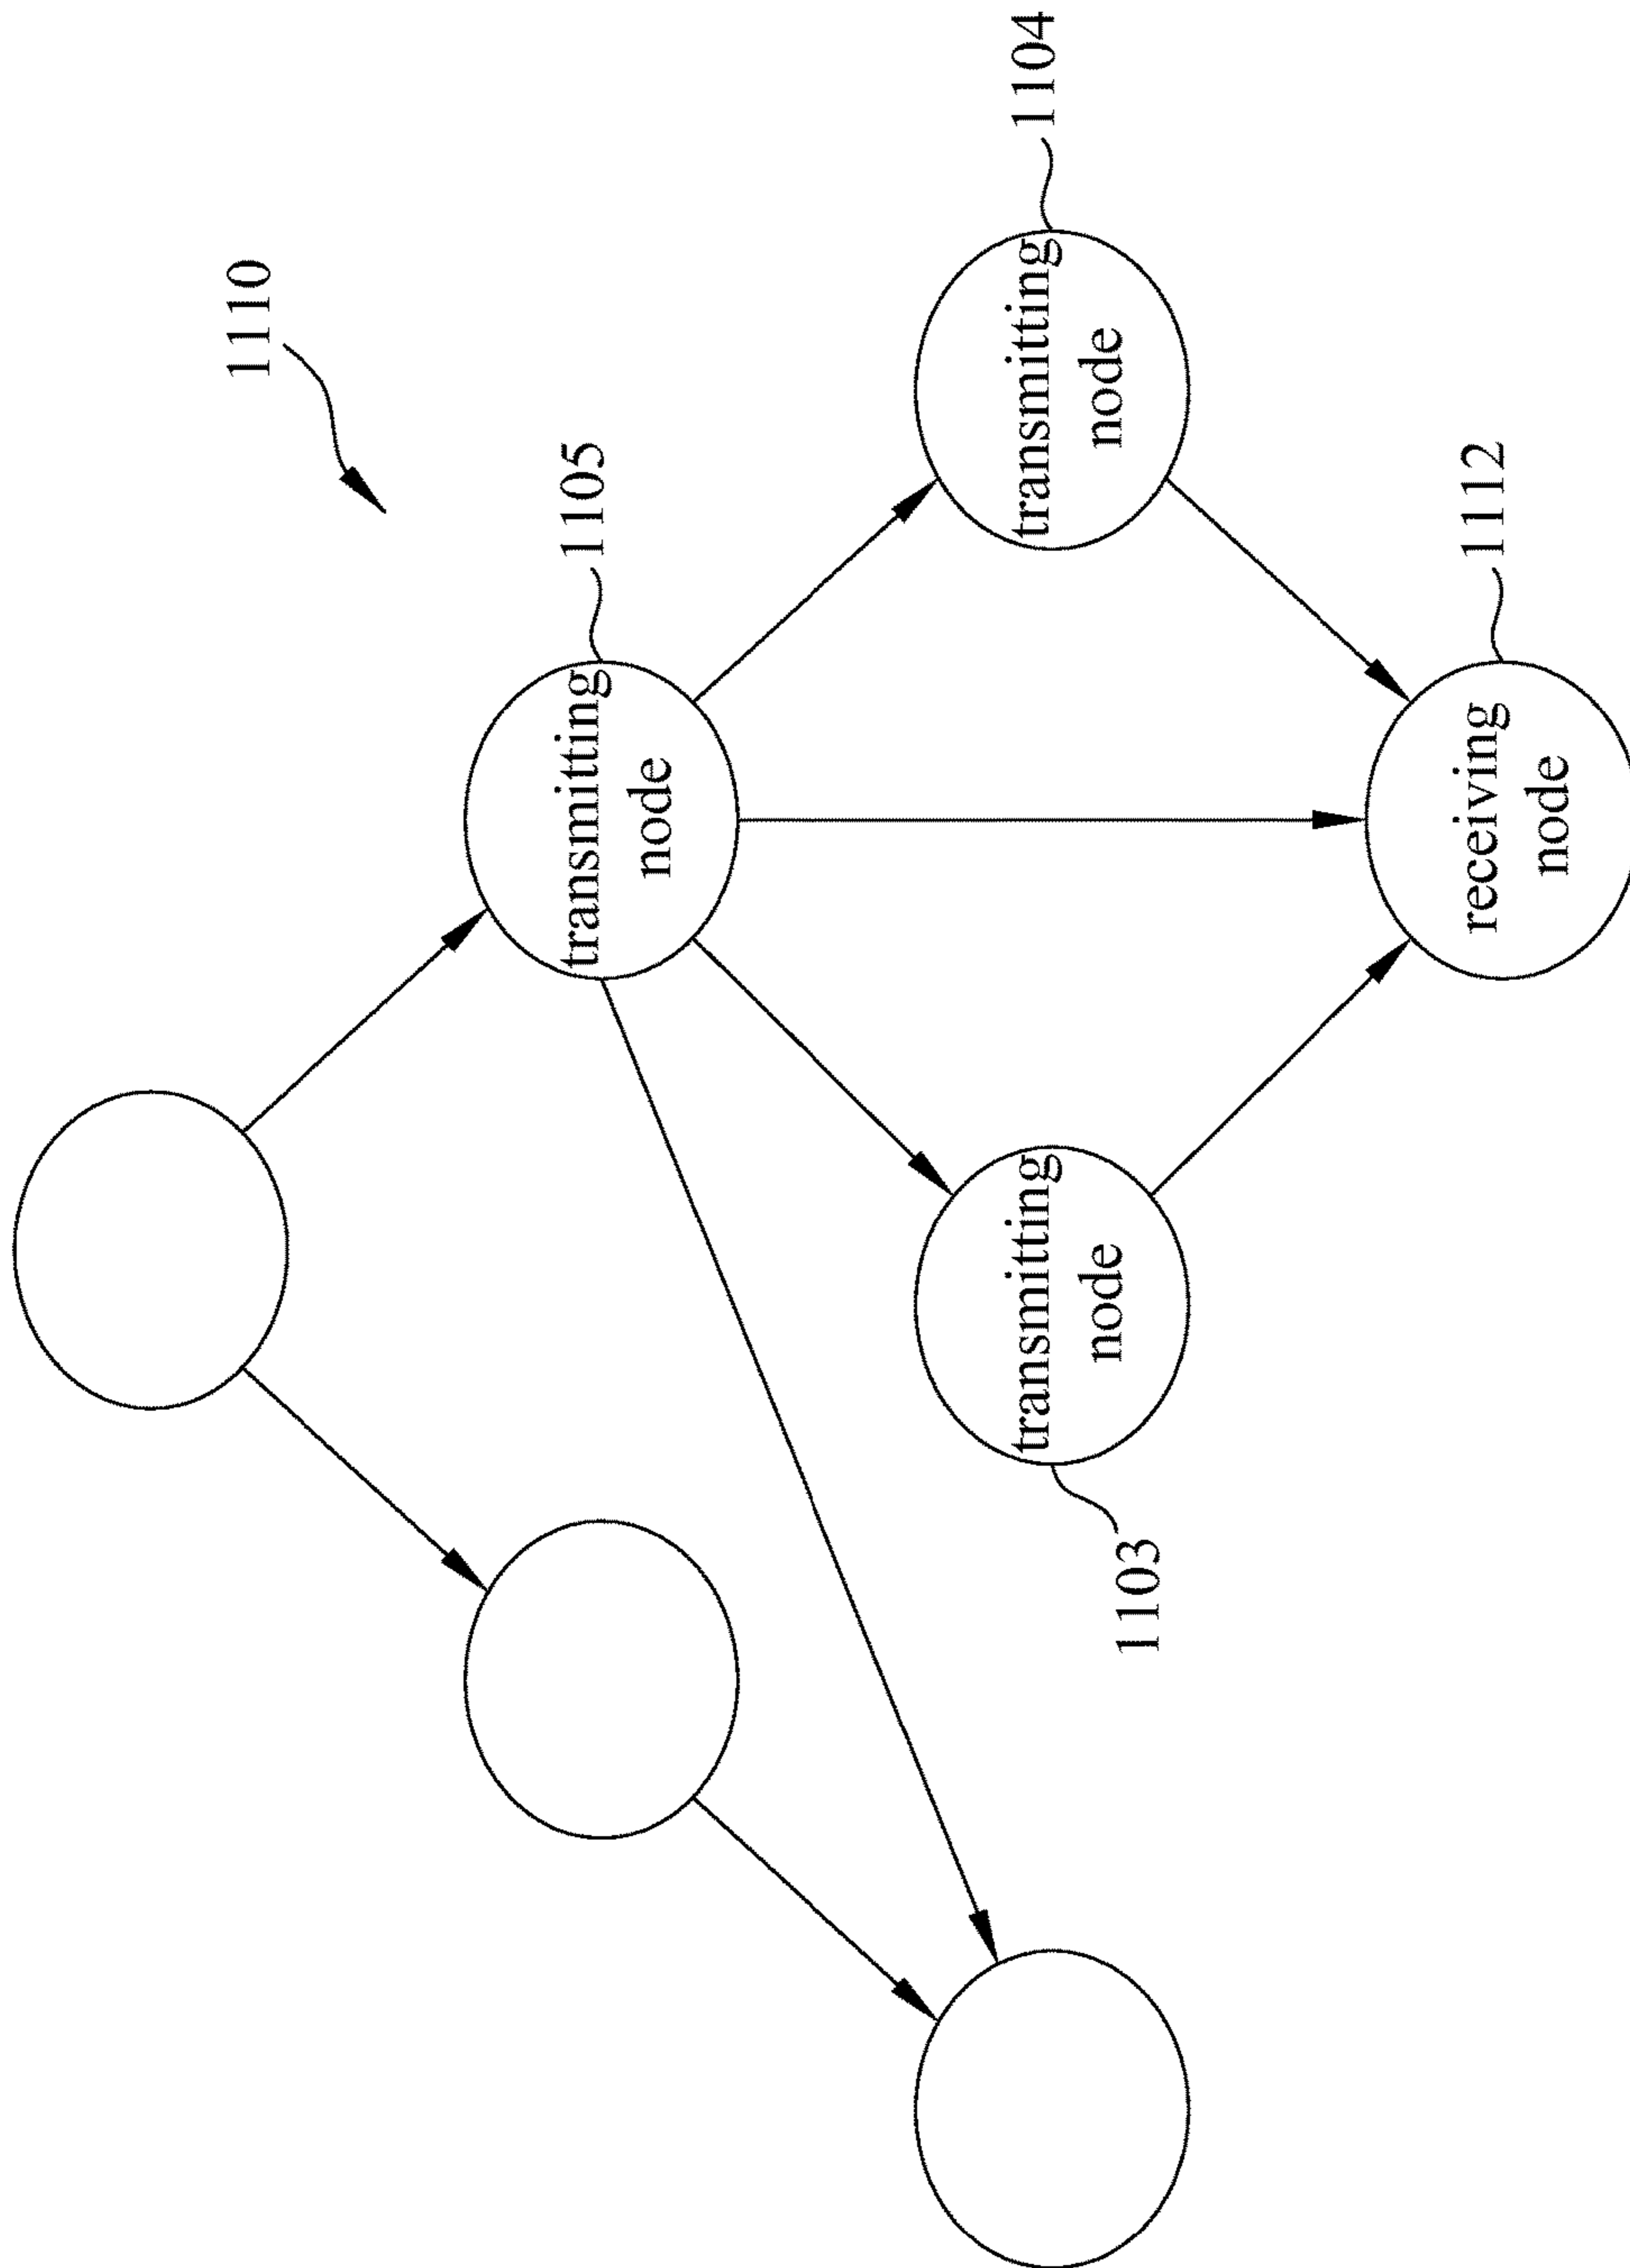 1110
1105
transmitting
node
1103
transmitting
node
transmitting
node
1104
receiving
node
1112